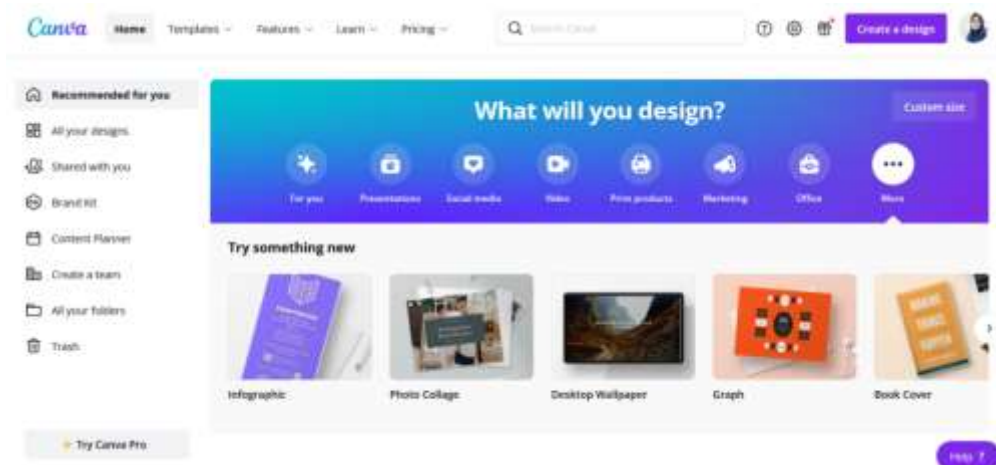 Canva Home Templates Features Learn Pricing Search Canva Create a design
Recommended for you
All your designs
Shared with you
Brand Kit
Content Planner
Create a team
All your folders
Trash
Try Canva Pro
What will you design?
Custom size
For you Presentations Social media Video Print products Marketing Office More
Try something new
Infographic Photo Collage Desktop Wallpaper Graph Book Cover
Help ?